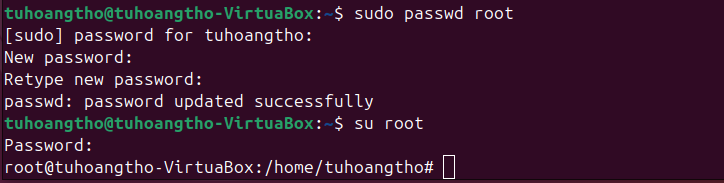 tuhoangtho@tuhoangtho-VirtuaBox:~$ sudo passwd root
[sudo] password for tuhoangtho:
New password:
Retype new password:
passwd: password updated successfully
tuhoangtho@tuhoangtho-VirtuaBox:~$ su root
Password:
root@tuhoangtho-VirtuaBox:/home/tuhoangtho#